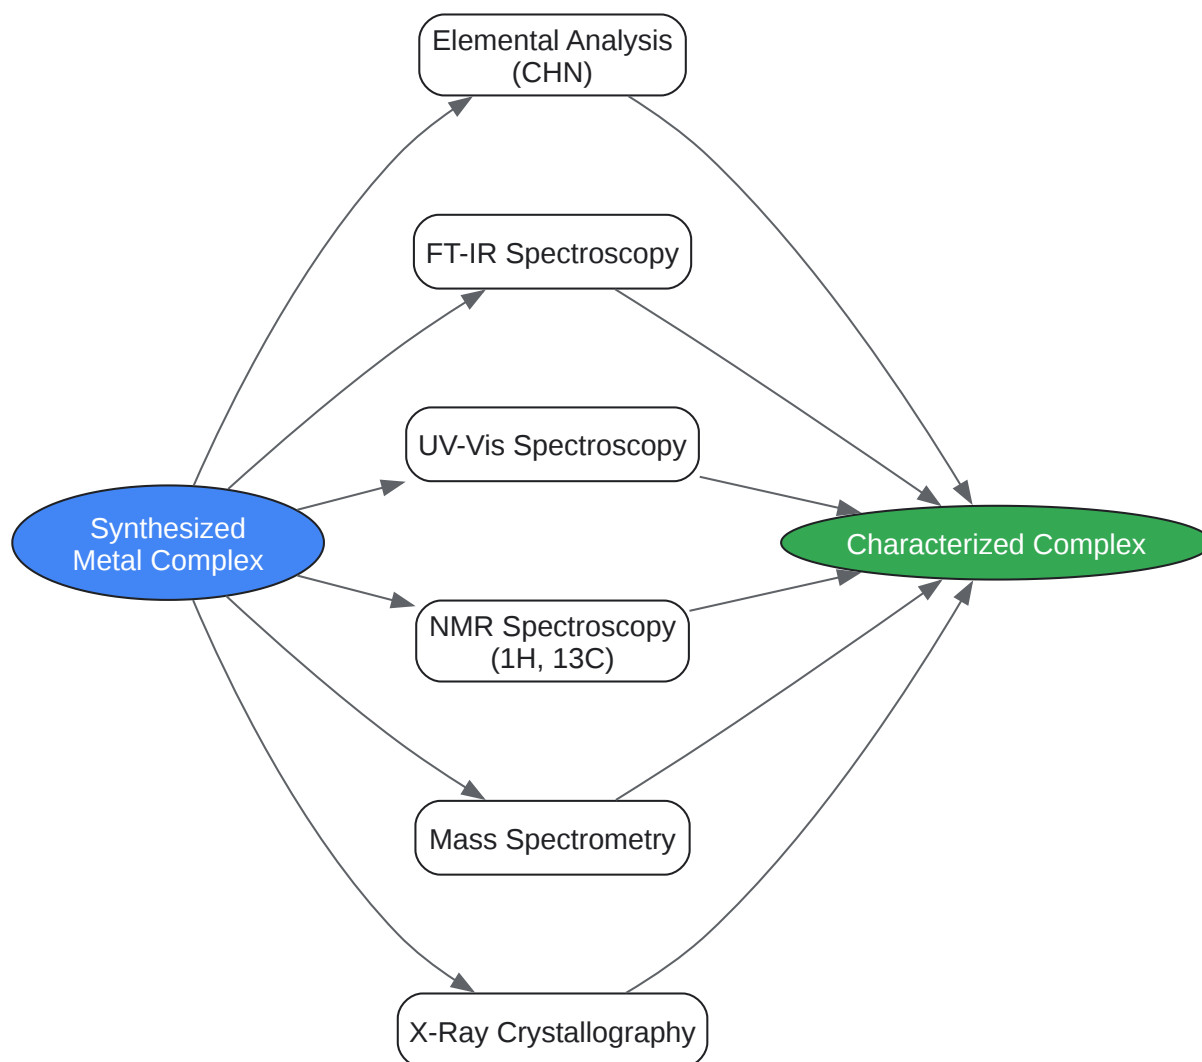 Elemental Analysis
(CHN)
FT-IR Spectroscopy
UV-Vis Spectroscopy
Synthesized
Metal Complex
Characterized Complex
NMR Spectroscopy
(1H, 13C)
Mass Spectrometry
X-Ray Crystallography